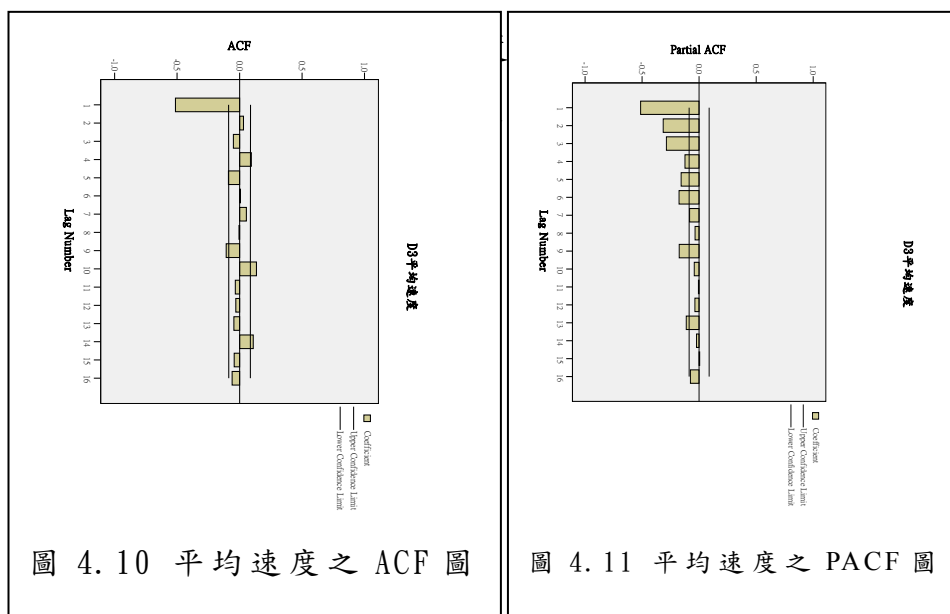 ACF
-1.0 -0.5 0.0 0.5 1.0
1
2
3
4
5
6
7
8
9
10
11
12
13
14
15
16
Lag Number
D3平均速度
Coefficient
Upper Confidence Limit
Lower Confidence Limit
圖 4.10 平均速度之 ACF 圖
Partial ACF
-1.0 -0.5 0.0 0.5 1.0
1
2
3
4
5
6
7
8
9
10
11
12
13
14
15
16
Lag Number
D3平均速度
Coefficient
Upper Confidence Limit
Lower Confidence Limit
圖 4.11 平均速度之 PACF 圖